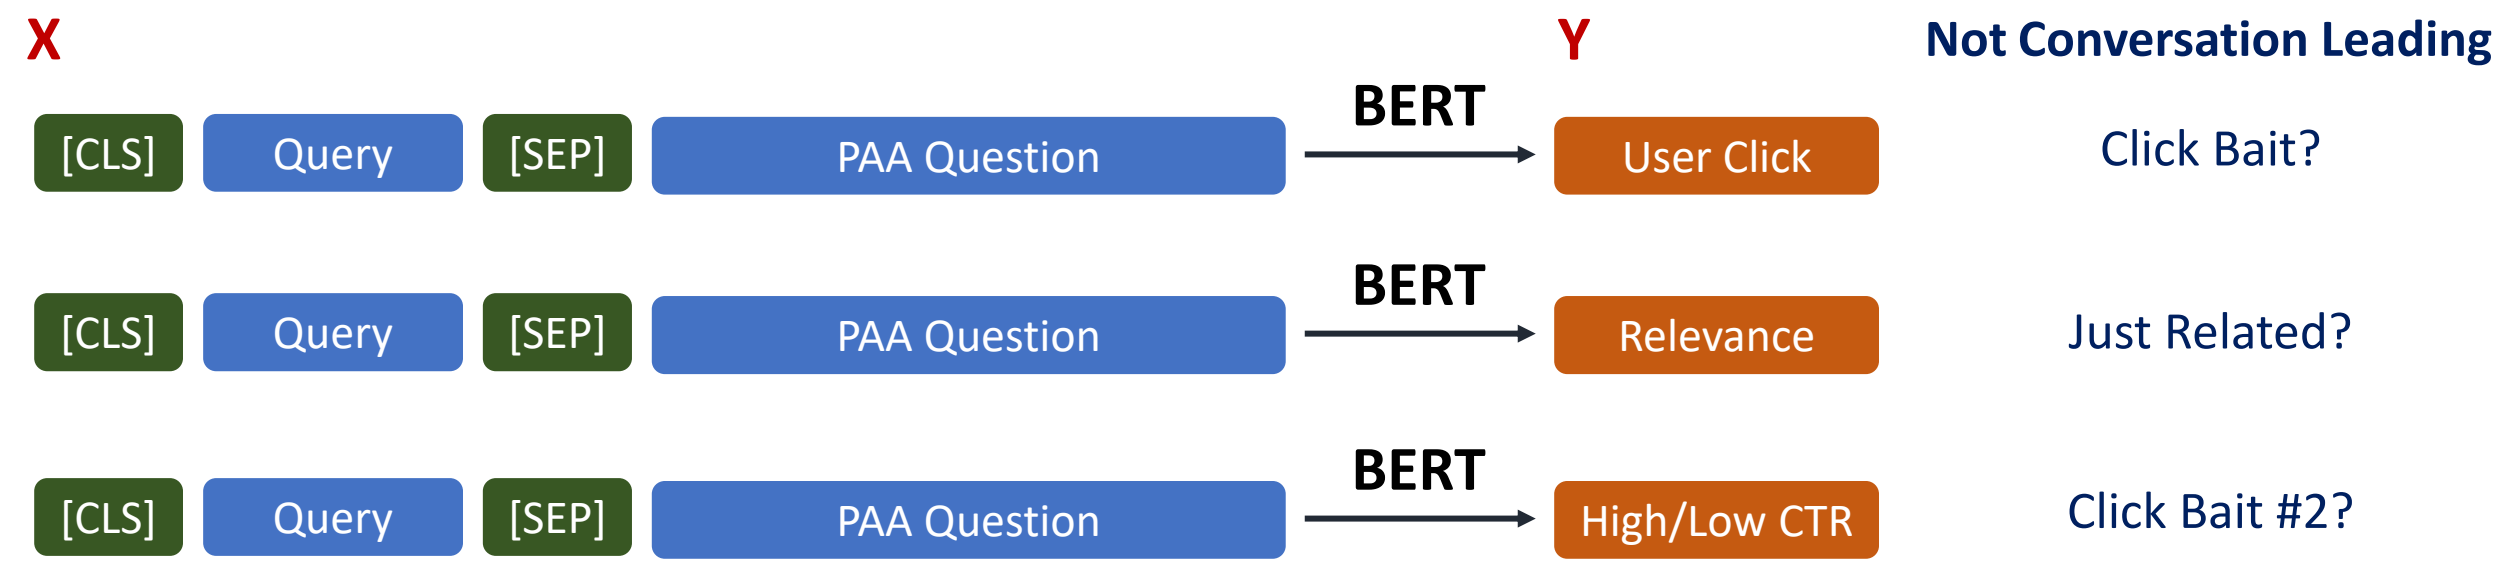 X Y Not Conversation Leading
BERT
[CLS] Query [SEP] PAA Question User Click Click Bait?
BERT
[CLS] Query [SEP] PAA Question Relevance Just Related?
BERT
[CLS] Query [SEP] PAA Question High/Low CTR Click Bait #2?